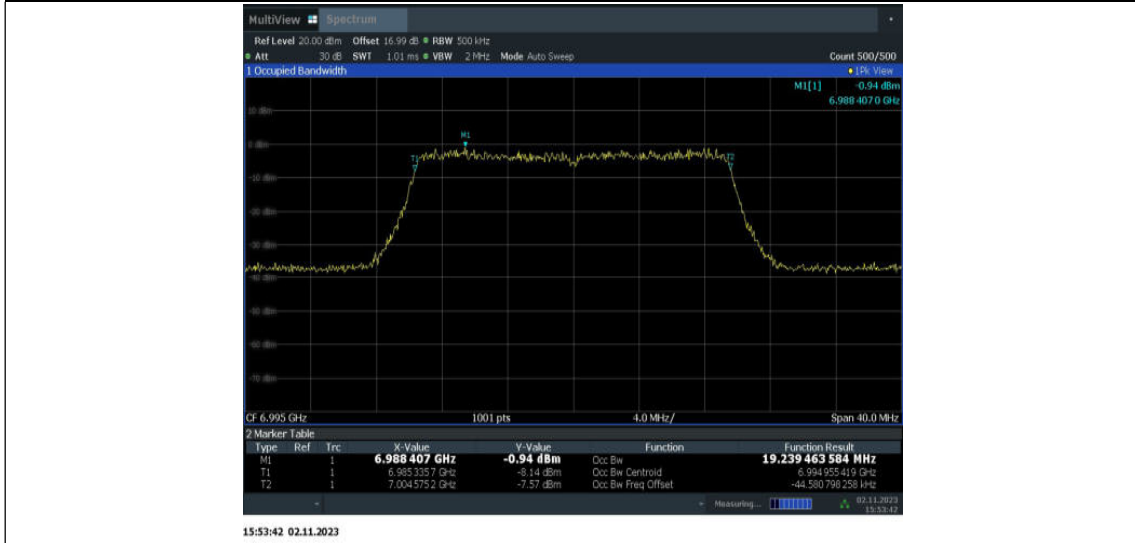 MultiView Spectrum
Ref Level 20.00 dBm Offset 16.99 dB RBW 500 kHz
Att 30 dB SWT 1.01 ms VBW 2 MHz Mode Auto Sweep Count 500/500
1 Occupied Bandwidth 1Pk View
M1[1] -0.94 dBm
6.988 4070 GHz
10 dBm
M1
0 dBm
T1 T2
-10 dBm
-20 dBm
-30 dBm
-40 dBm
-50 dBm
-60 dBm
-70 dBm
CF 6.995 GHz 1001 pts 4.0 MHz/ Span 40.0 MHz
2 Marker Table
Type Ref Trc X-Value Y-Value Function Function Result
M1 1 6.988 407 GHz -0.94 dBm Occ Bw 19.239 463 584 MHz
T1 1 6.985 335 7 GHz -8.14 dBm Occ Bw Centroid 6.994 955 419 GHz
T2 1 7.004 575 2 GHz -7.57 dBm Occ Bw Freq Offset -44.580 798 258 kHz
Measuring... 02.11.2023
15:53:42
15:53:42 02.11.2023